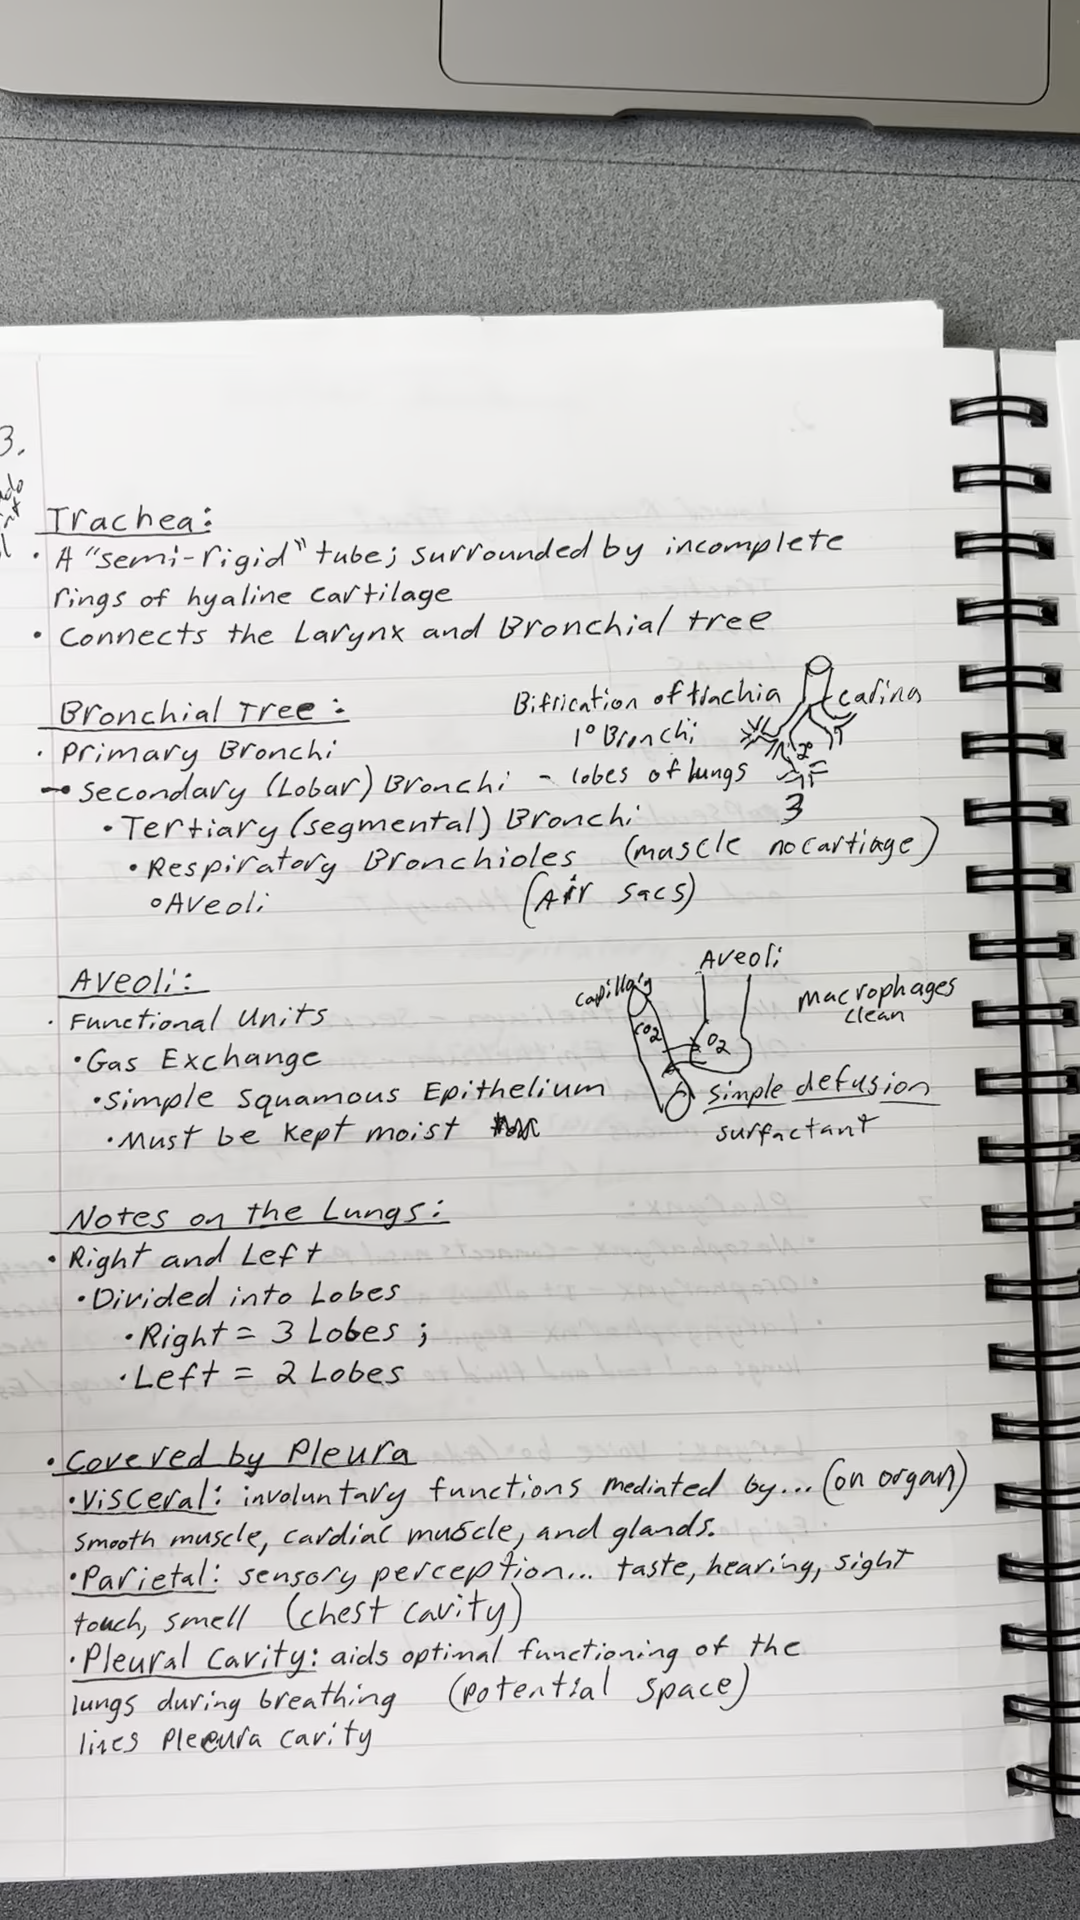 3.
Trachea:
• A "semi-rigid" tube; surrounded by incomplete
rings of hyaline cartilage
• Connects the Larynx and Bronchial tree
Bronchial Tree:
Bifrication of trachia
carina
• Primary Bronchi
1° Bronchi
2°
• Secondary (Lobar) Bronchi - lobes of lungs
3
• Tertiary (segmental) Bronchi
• Respiratory Bronchioles (muscle no cartiage)
• Aveoli (Air sacs)
Aveoli:
• Functional Units
• Gas Exchange
• Simple Squamous Epithelium
• Must be kept moist
Aveoli
capillary
CO2
O2
macrophages
clean
simple defusion
surfactant
Notes on the Lungs:
• Right and Left
• Divided into Lobes
• Right = 3 Lobes ;
• Left = 2 Lobes
• Covered by Pleura
• Visceral: involuntary functions mediated by... (on organ)
smooth muscle, cardiac muscle, and glands.
• Parietal: sensory perception... taste, hearing, sight
touch, smell (chest cavity)
• Pleural Cavity: aids optimal functioning of the
lungs during breathing (potential space)
lines Pleeura cavity